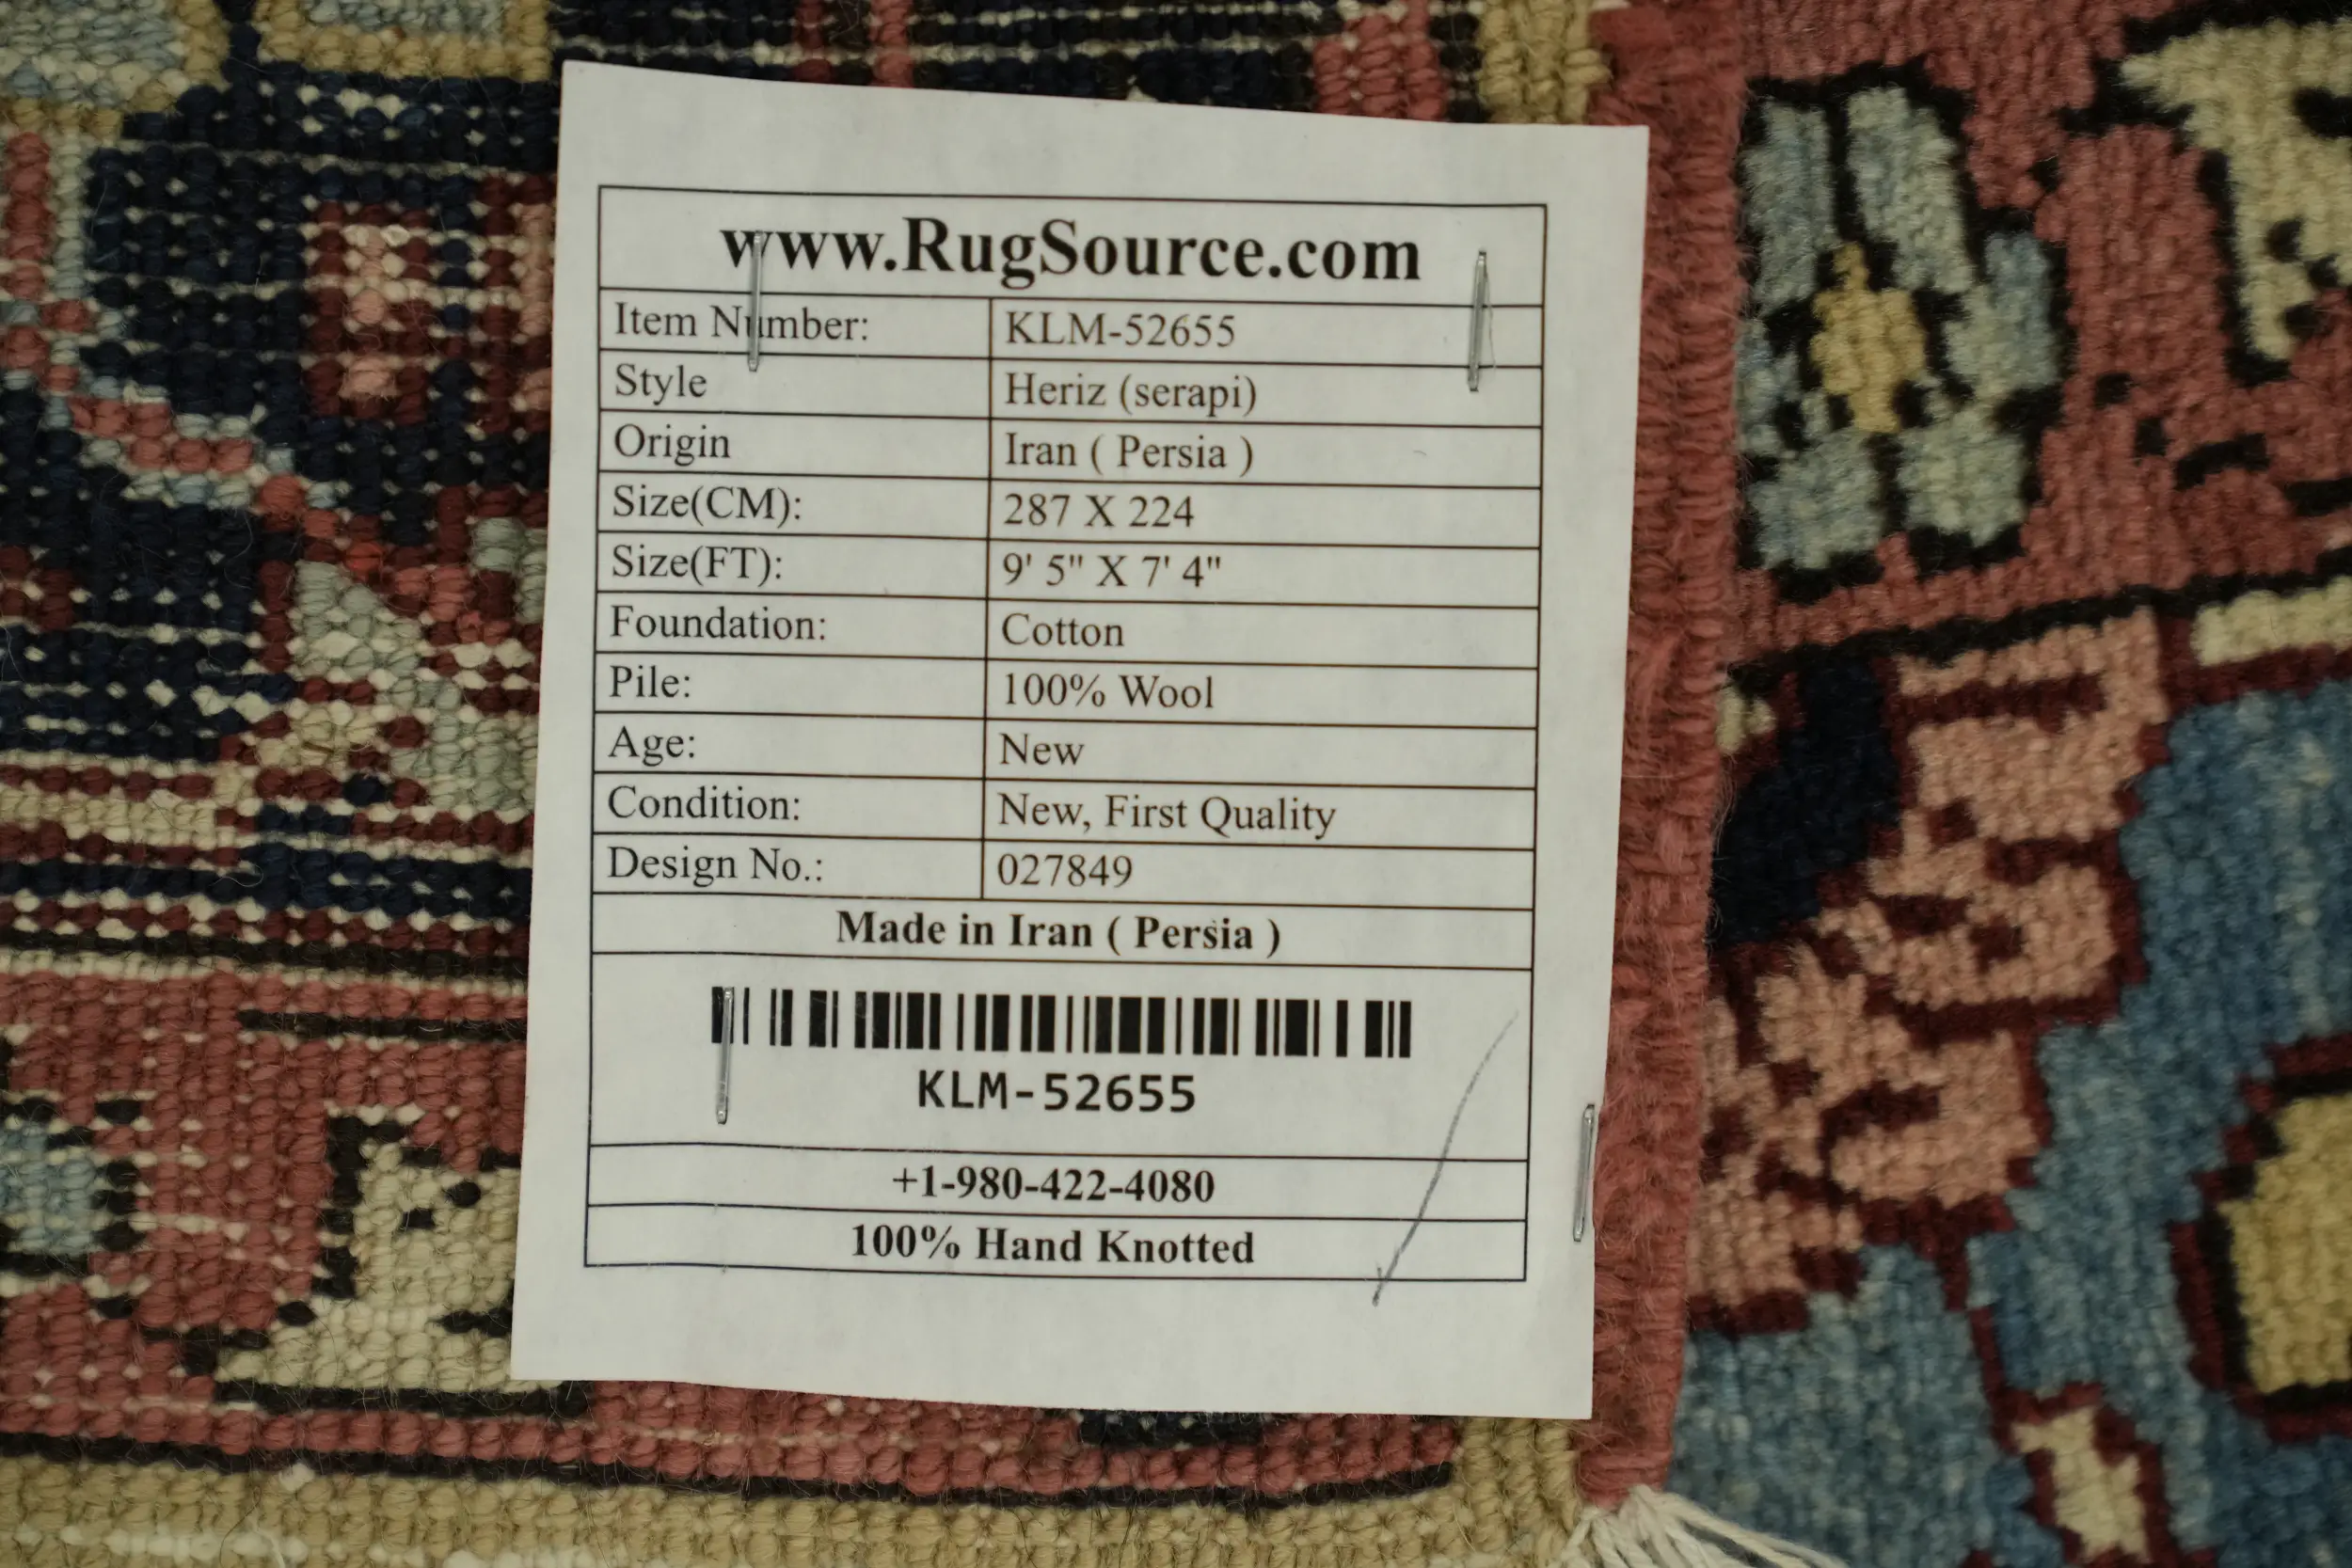 www.RugSource.com
Item Number: KLM-52655
Style Heriz (serapi)
Origin Iran ( Persia )
Size(CM): 287 X 224
Size(FT): 9' 5" X 7' 4"
Foundation: Cotton
Pile: 100% Wool
Age: New
Condition: New, First Quality
Design No.: 027849
Made in Iran ( Persia )
KLM-52655
+1-980-422-4080
100% Hand Knotted